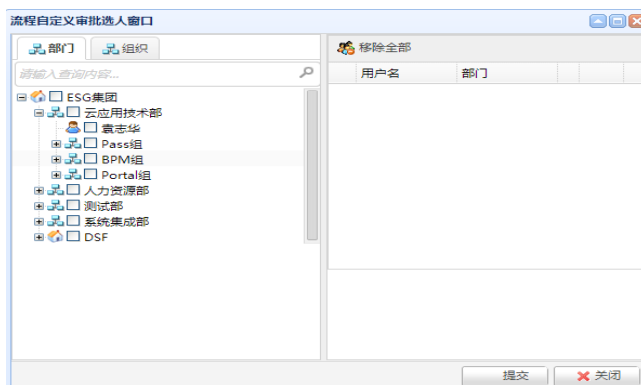 流程自定义审批选人窗口
部门 组织
移除全部
请输入查询内容...
用户名 部门
ESG集团
云应用技术部
袁志华
Pass组
BPM组
Portal组
人力资源部
测试部
系统集成部
DSF
提交 关闭